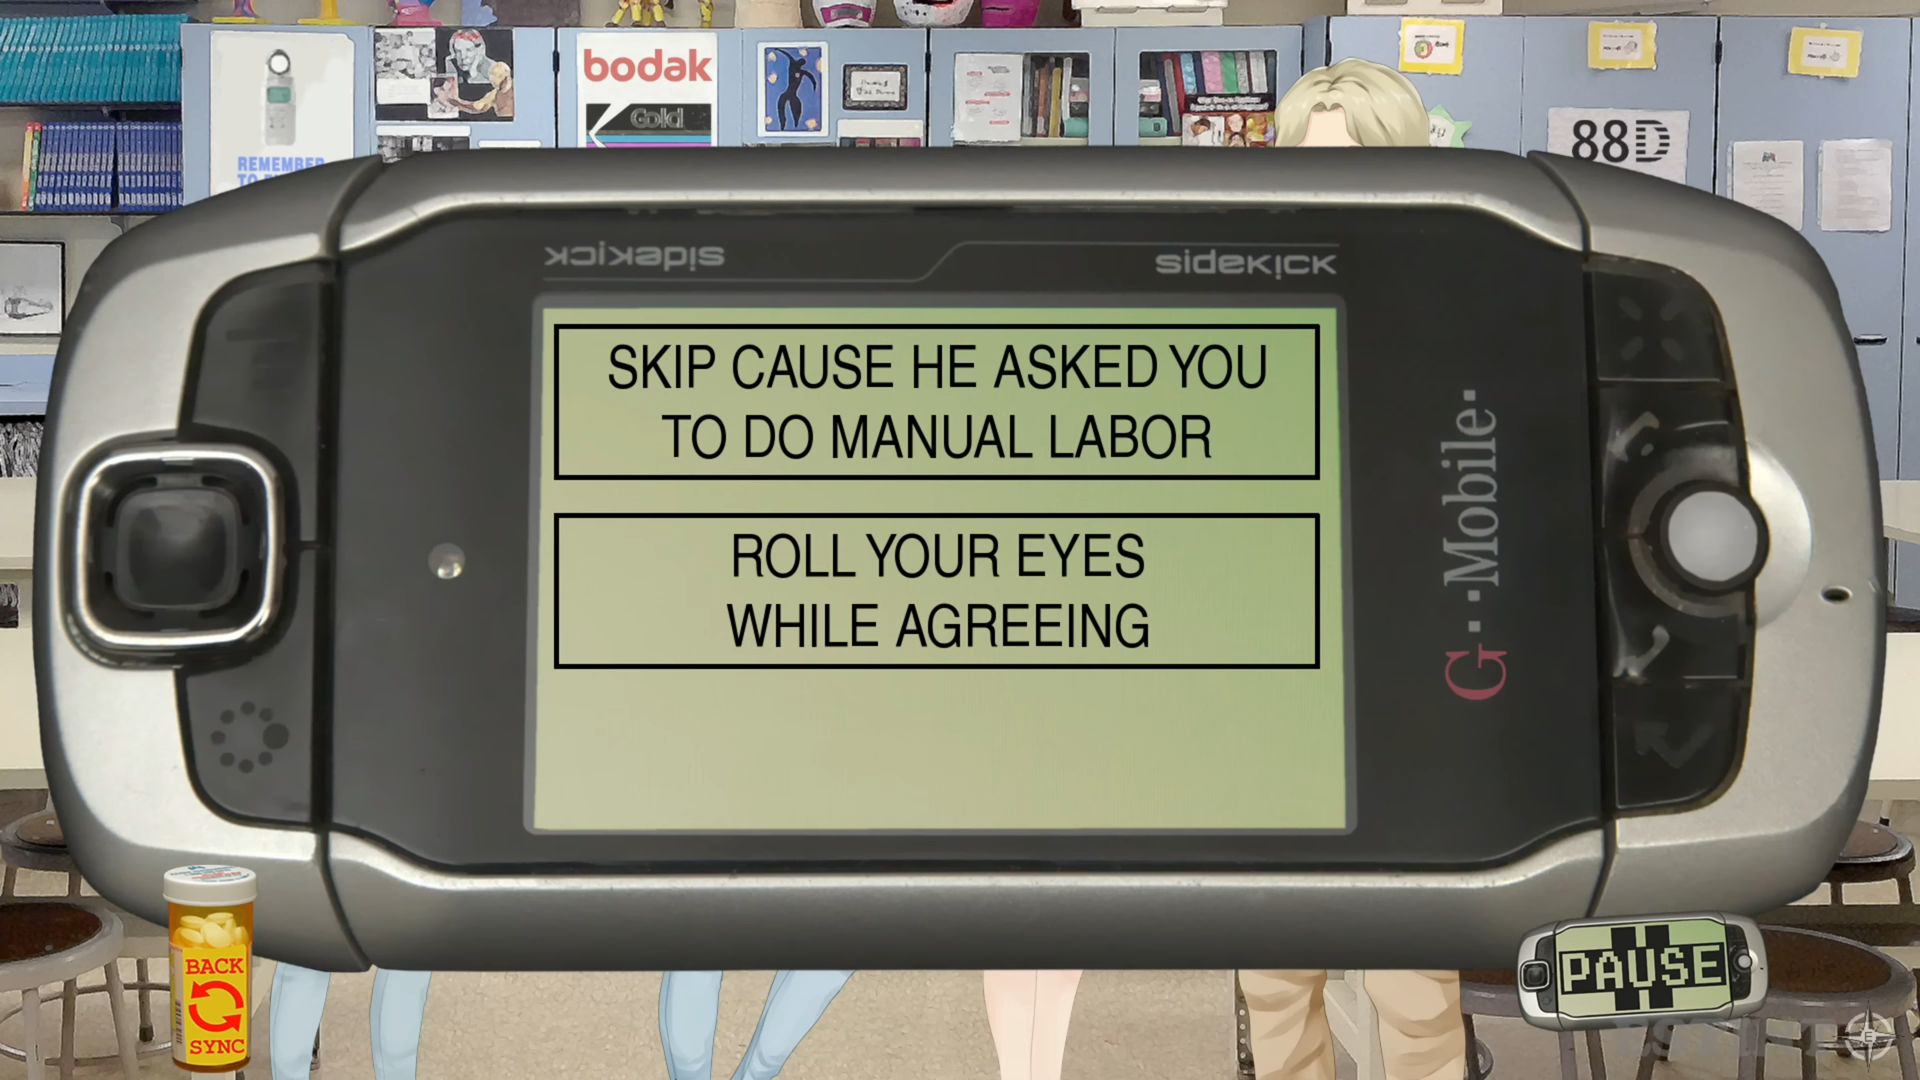 bodak
Gold
REMEMBER
88D
sidekick
sidekick
SKIP CAUSE HE ASKED YOU
TO DO MANUAL LABOR
ROLL YOUR EYES
WHILE AGREEING
G··Mobile·
BACK
SYNC
PAUSE